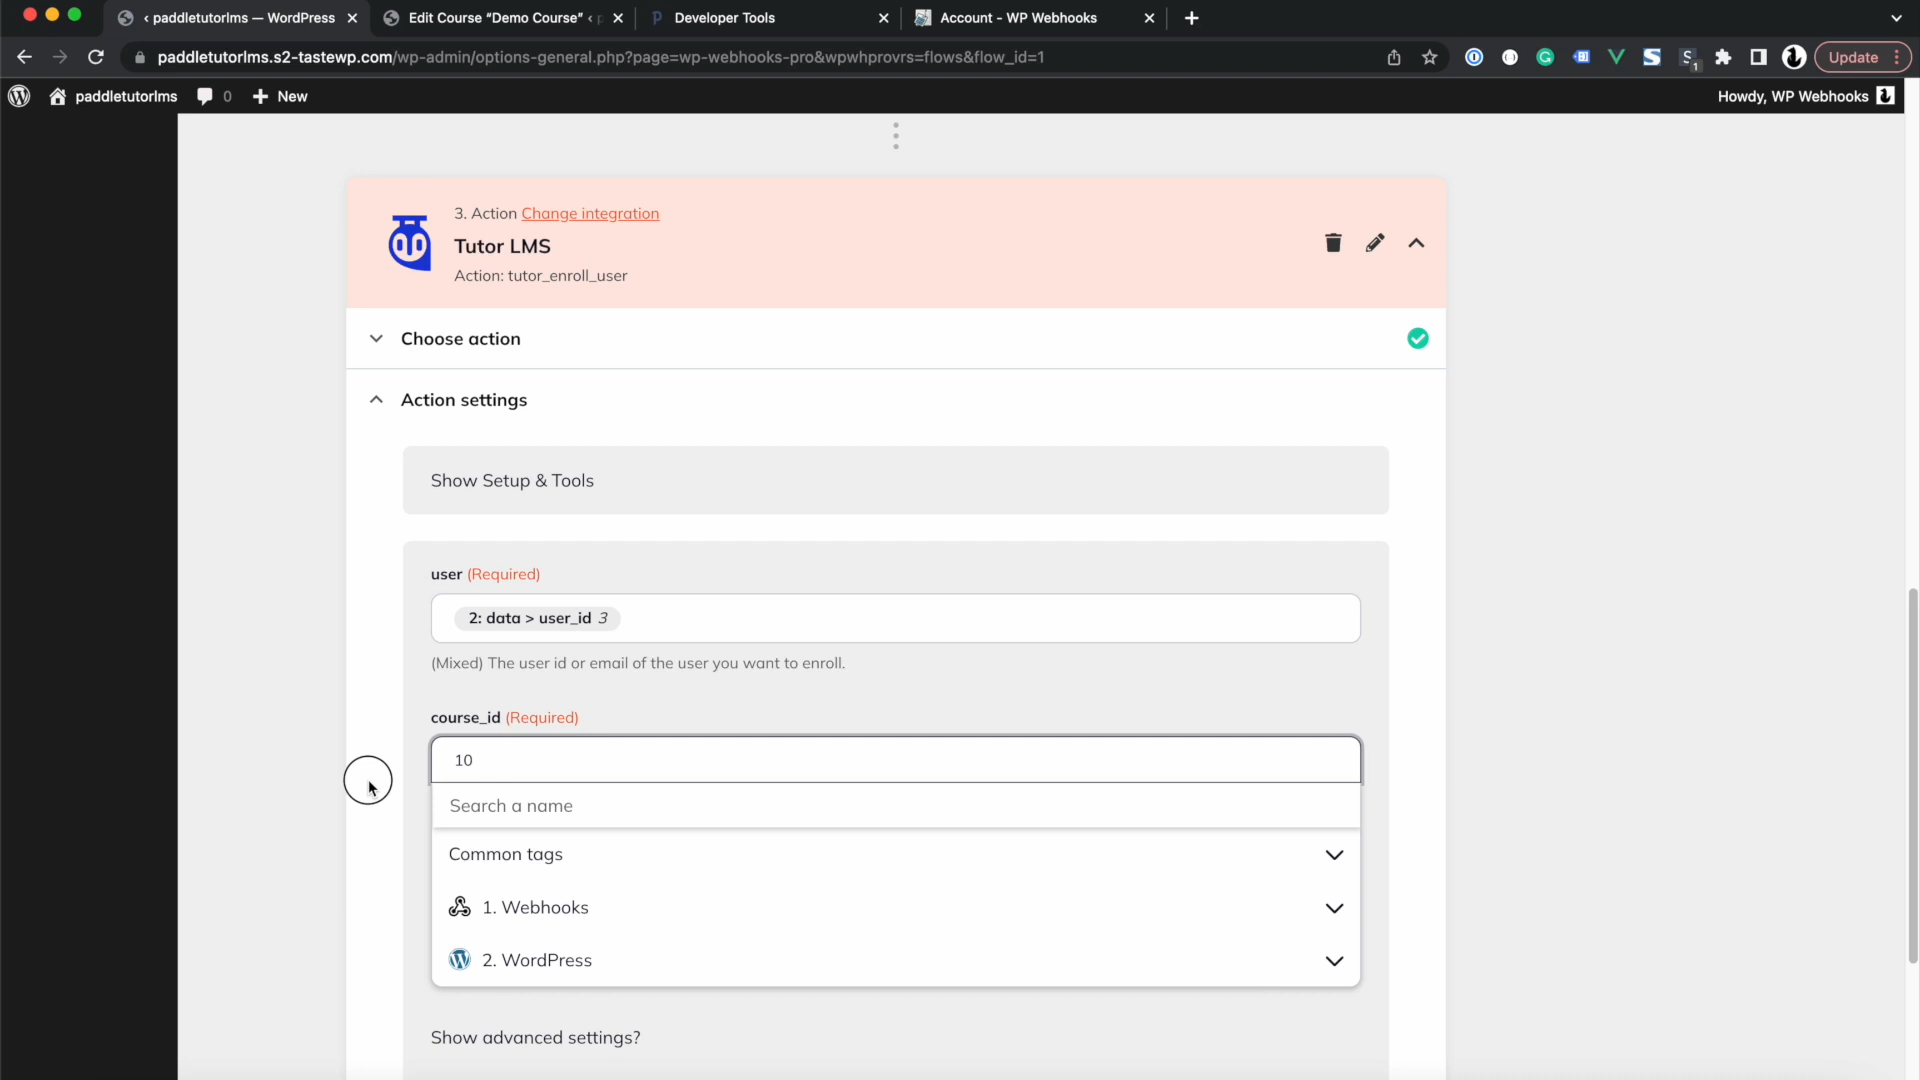 ‹ paddletutorlms — WordPress
Edit Course “Demo Course” ‹ p
Developer Tools
Account - WP Webhooks
paddletutorlms.s2-tastewp.com/wp-admin/options-general.php?page=wp-webhooks-pro&wpwhprovrs=flows&flow_id=1
Update
paddletutorlms
0
New
Howdy, WP Webhooks
3. Action Change integration
Tutor LMS
Action: tutor_enroll_user
Choose action
Action settings
Show Setup & Tools
user (Required)
2: data > user_id 3
(Mixed) The user id or email of the user you want to enroll.
course_id (Required)
10
Search a name
Common tags
1. Webhooks
2. WordPress
Show advanced settings?